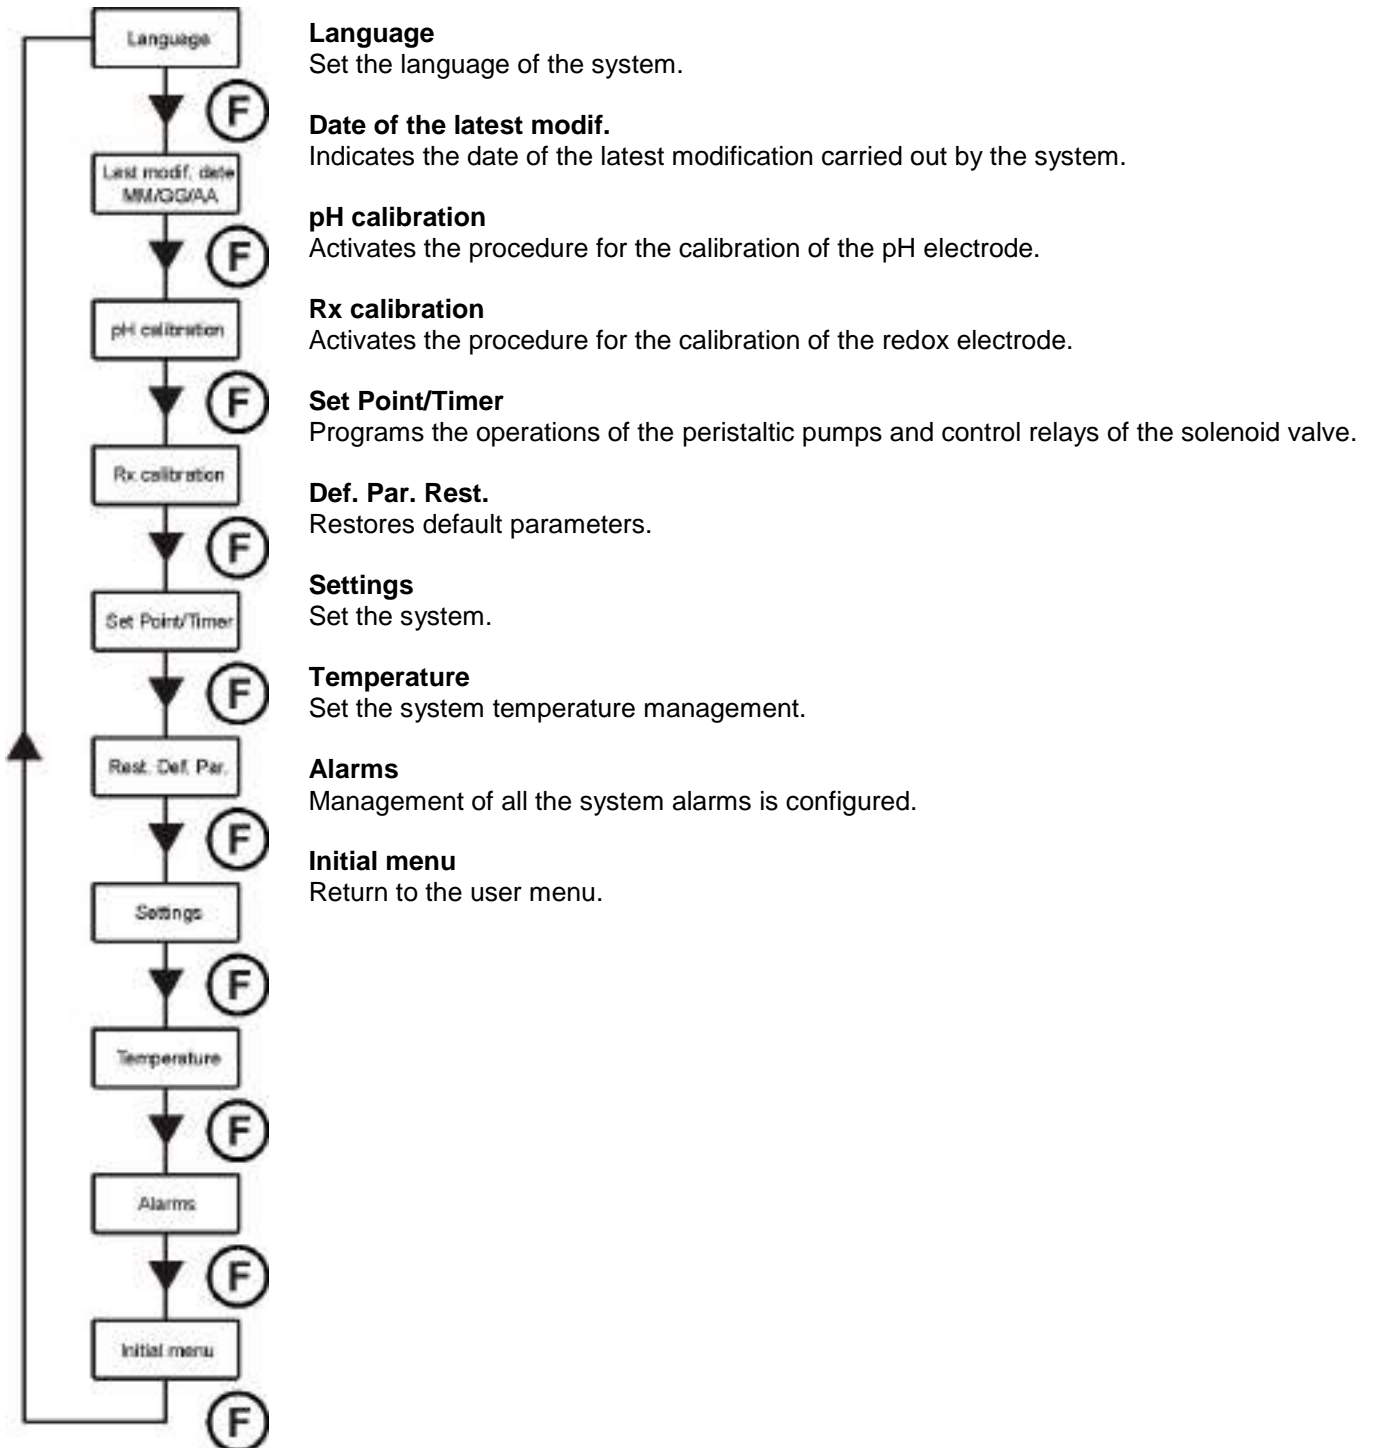 Language
F
Last modif. date
MM/GG/AA
F
pH calibration
F
Rx calibration
F
Set Point/Timer
F
Rest. Def. Par.
F
Settings
F
Temperature
F
Alarms
F
Initial menu
F
Language
Set the language of the system.
Date of the latest modif.
Indicates the date of the latest modification carried out by the system.
pH calibration
Activates the procedure for the calibration of the pH electrode.
Rx calibration
Activates the procedure for the calibration of the redox electrode.
Set Point/Timer
Programs the operations of the peristaltic pumps and control relays of the solenoid valve.
Def. Par. Rest.
Restores default parameters.
Settings
Set the system.
Temperature
Set the system temperature management.
Alarms
Management of all the system alarms is configured.
Initial menu
Return to the user menu.